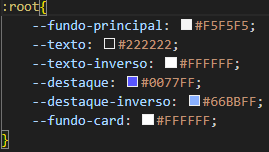 :root{
--fundo-principal: #F5F5F5;
--texto: #222222;
--texto-inverso: #FFFFFF;
--destaque: #0077FF;
--destaque-inverso: #66BBFF;
--fundo-card: #FFFFFF;
}